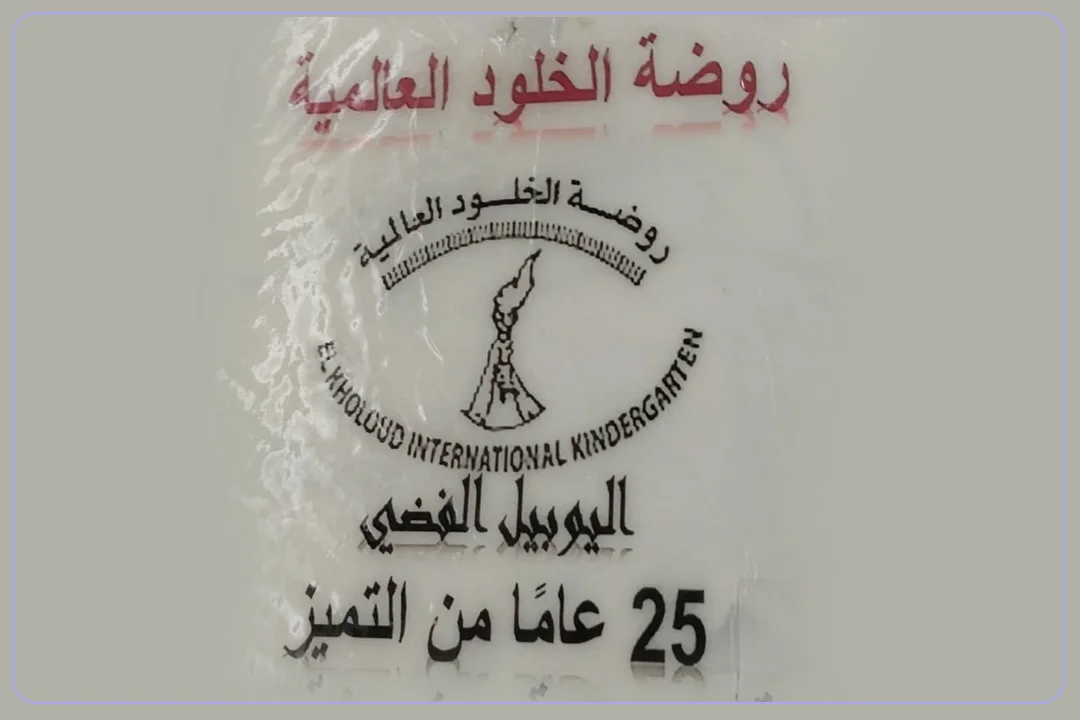 روضة الخلود العالمية
روضة الخلود العالمية
EL KHOLOUD INTERNATIONAL KINDERGARTEN
اليوبيل الفضي
25 عامًا من التميز